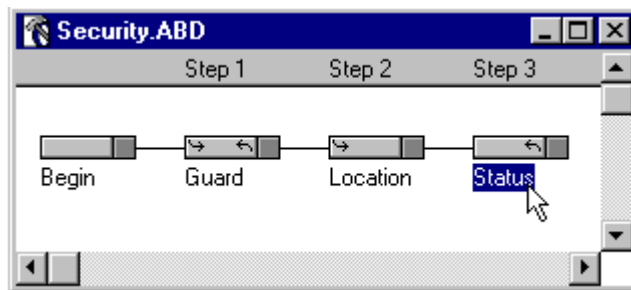 Security.ABD
Step 1 Step 2 Step 3
Begin Guard Location Status